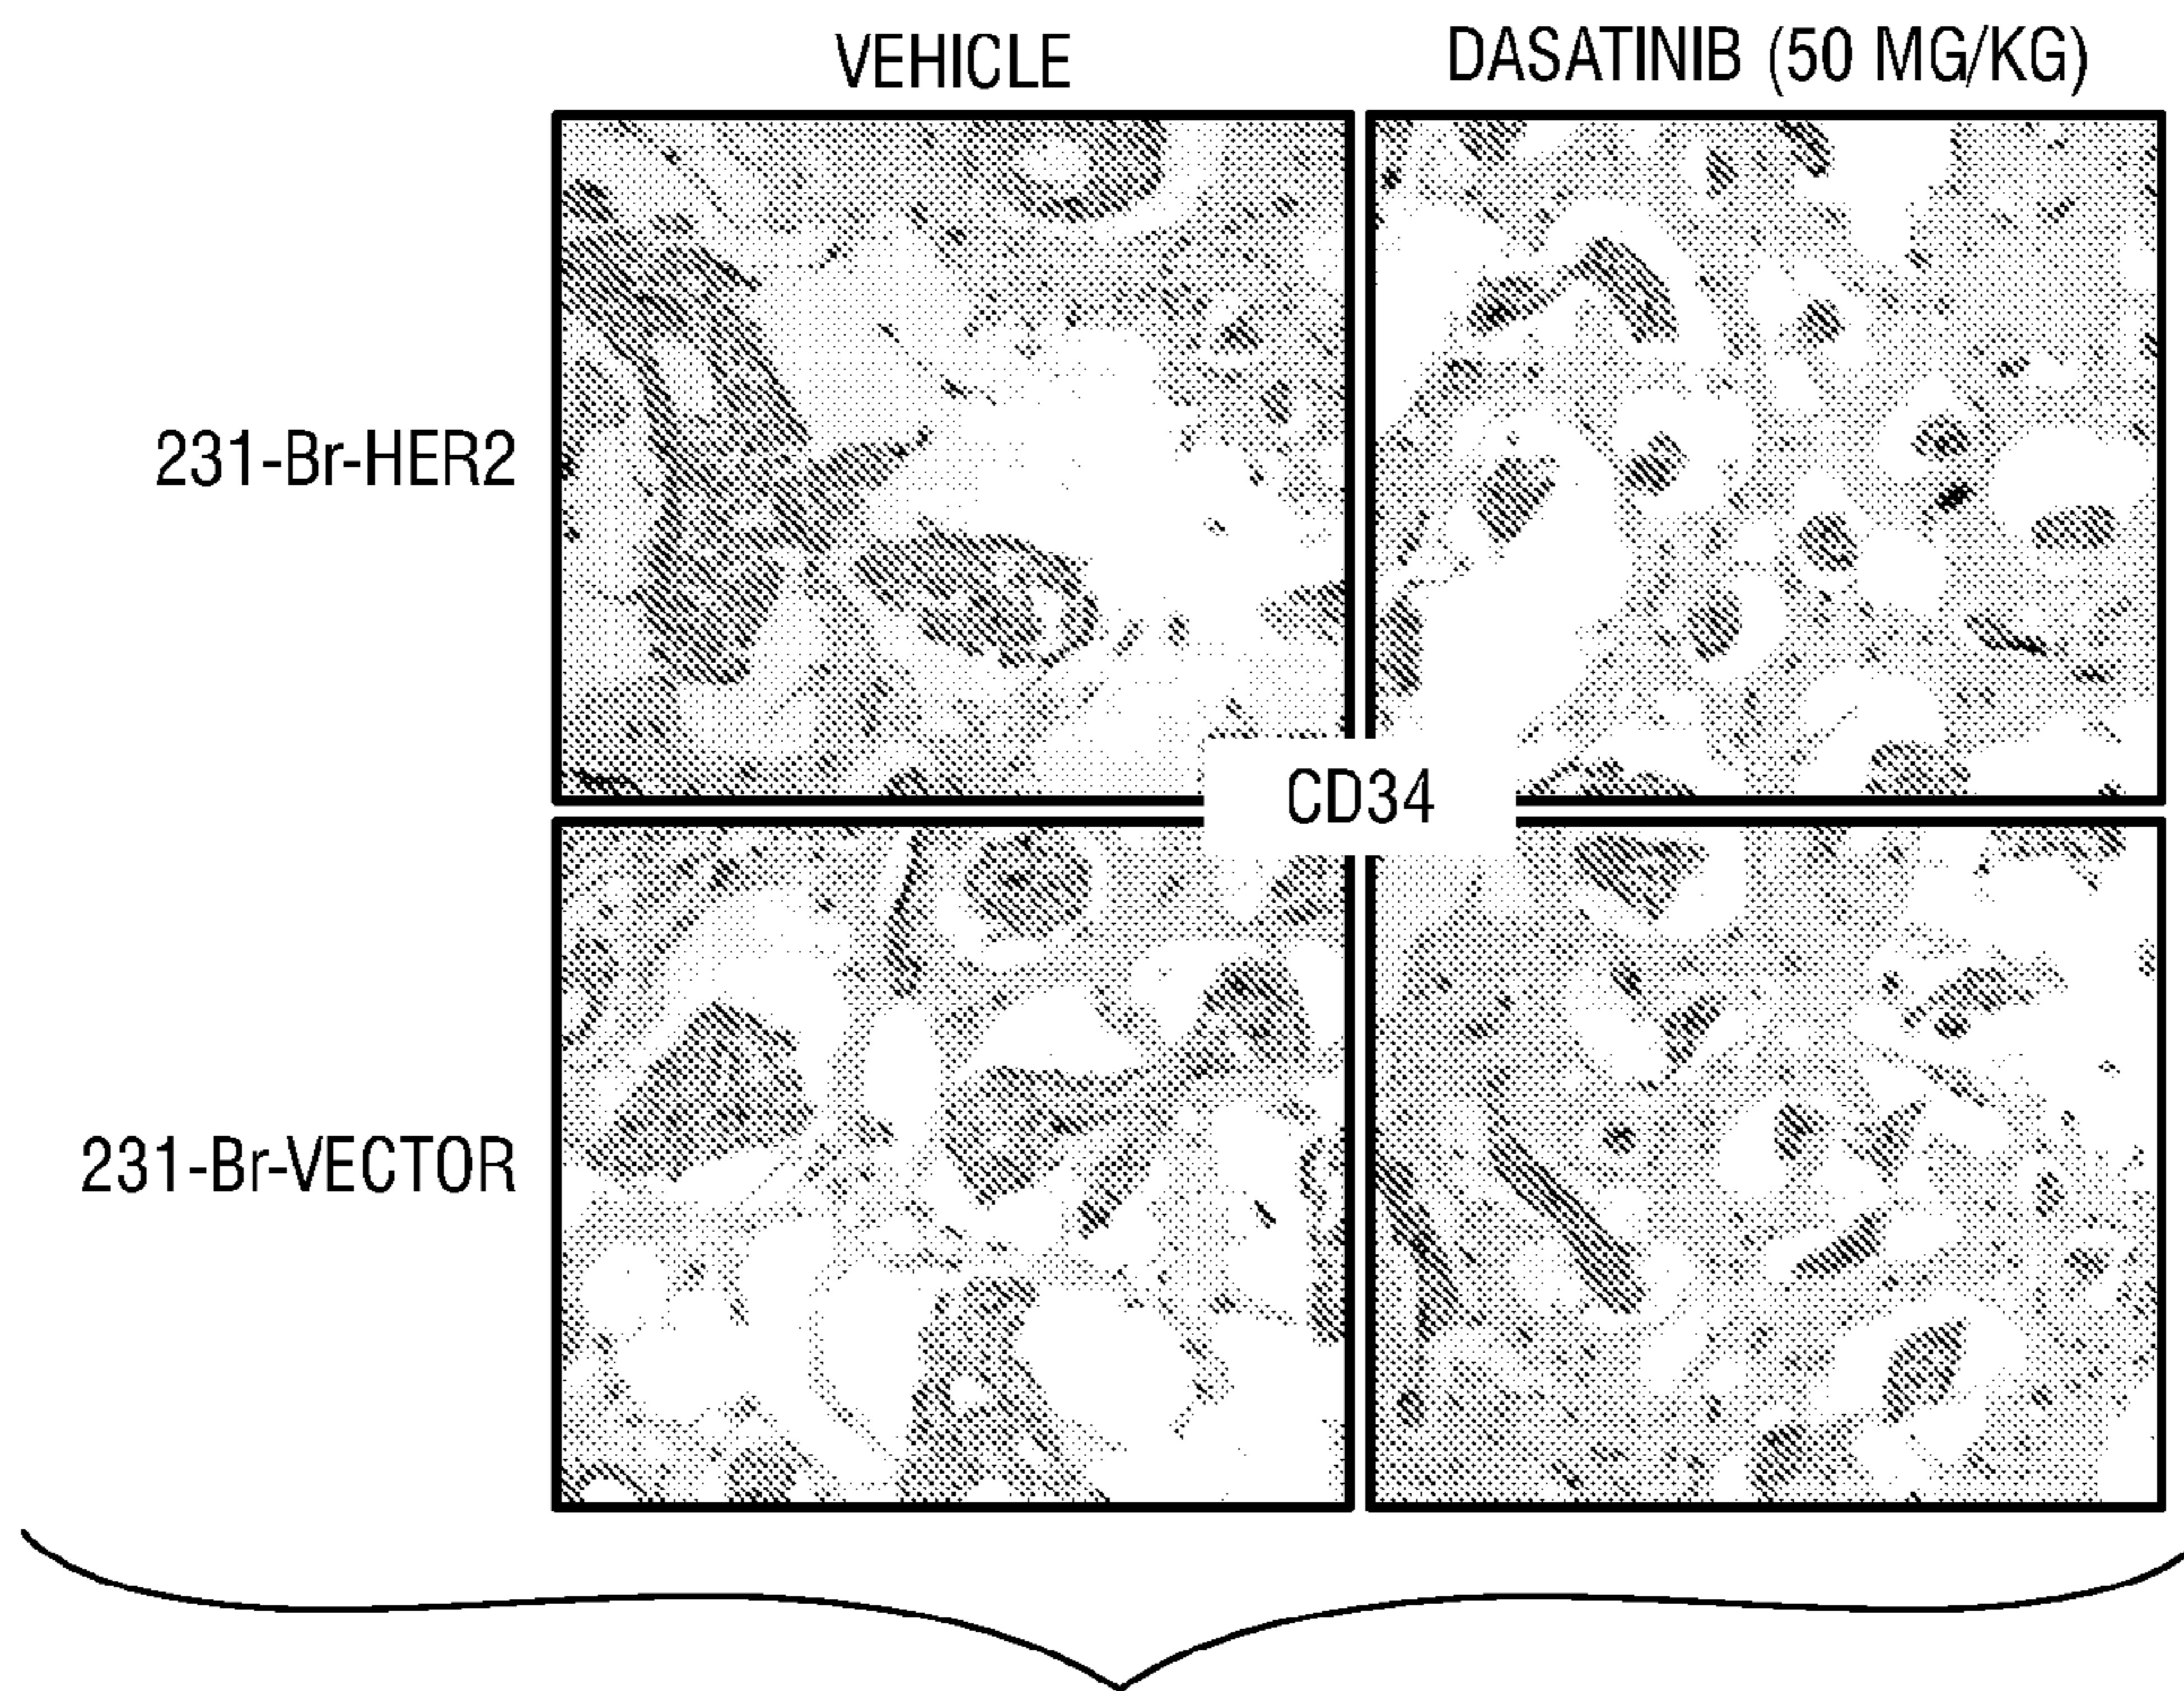 VEHICLE
DASATINIB (50 MG/KG)
231-Br-HER2
CD34
231-Br-VECTOR